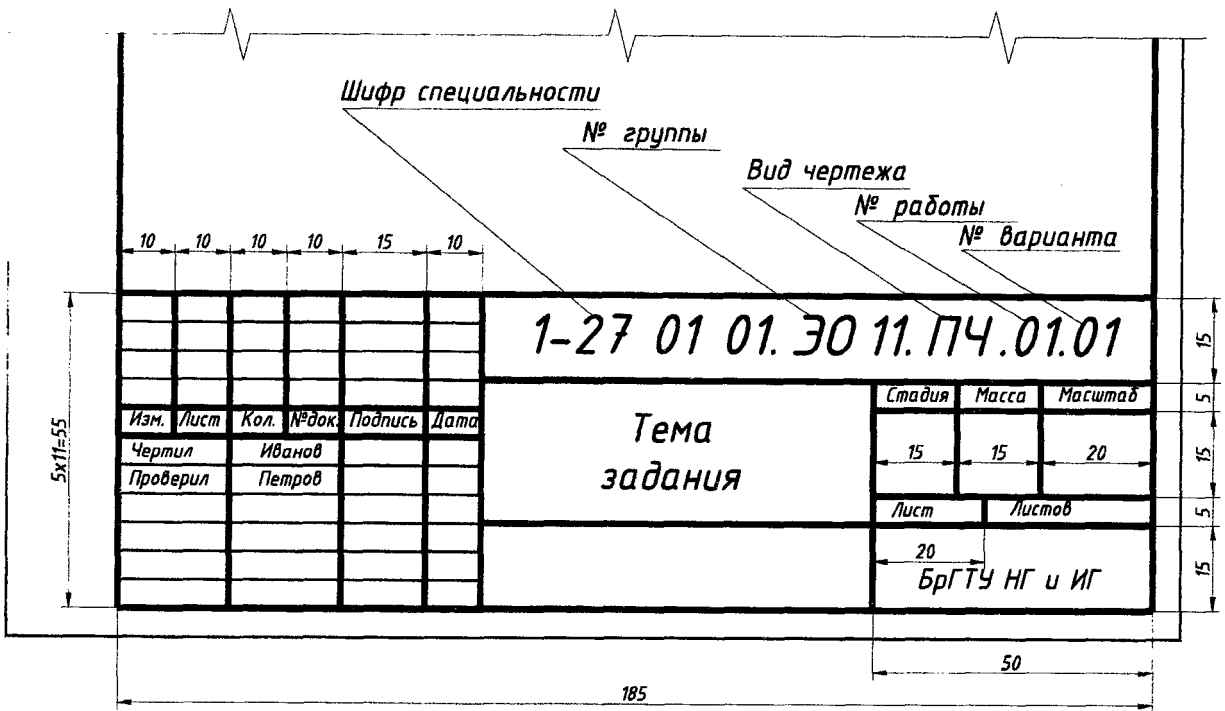 Шифр специальности
№ группы
Вид чертежа
№ работы
№ варианта
10 10 10 10 15 10
1-27 01 01. ЭО 11. ПЧ.01.01
15
Стадия Масса Масштаб
5
Изм. Лист Кол. №док. Подпись Дата
Тема
задания
5х11=55
Чертил Иванов
15 15 20
15
Проверил Петров
Лист Листов
5
20
БрГТУ НГ и ИГ
15
50
185